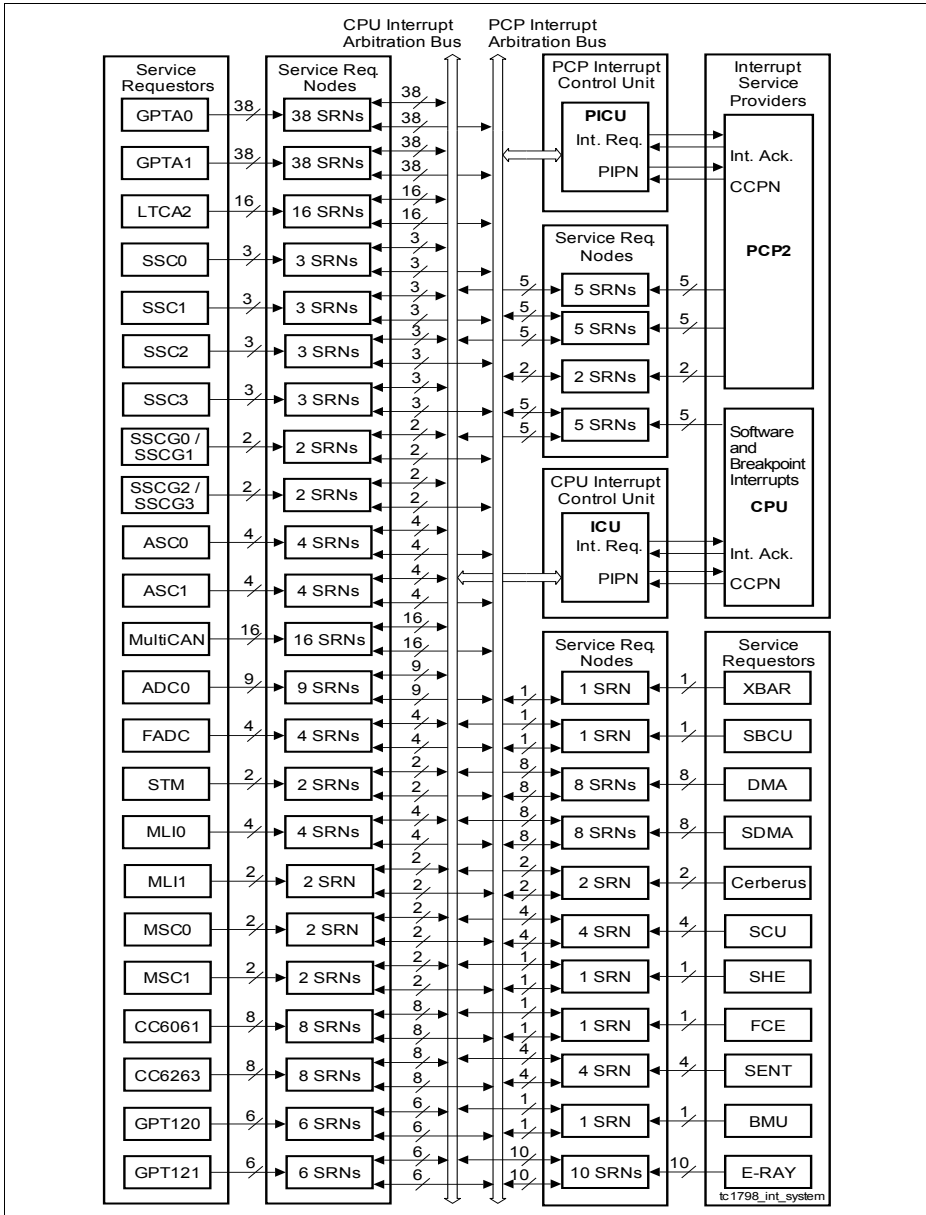 CPU Interrupt
Arbitration Bus
PCP Interrupt
Arbitration Bus
Service
Requestors
Service Req.
Nodes
GPTA0
38
38 SRNs
38
38
GPTA1
38
38 SRNs
38
38
LTCA2
16
16 SRNs
16
16
SSC0
3
3 SRNs
3
3
SSC1
3
3 SRNs
3
3
SSC2
3
3 SRNs
3
3
SSC3
3
3 SRNs
3
3
SSCG0 /
SSCG1
2
2 SRNs
2
2
SSCG2 /
SSCG3
2
2 SRNs
2
2
ASC0
4
4 SRNs
4
4
ASC1
4
4 SRNs
4
4
MultiCAN
16
16 SRNs
16
16
ADC0
9
9 SRNs
9
9
FADC
4
4 SRNs
4
4
STM
2
2 SRNs
2
2
MLI0
4
4 SRNs
4
4
MLI1
2
2 SRN
2
2
MSC0
2
2 SRN
2
2
MSC1
2
2 SRNs
2
2
CC6061
8
8 SRNs
8
8
CC6263
8
8 SRNs
8
8
GPT120
6
6 SRNs
6
6
GPT121
6
6 SRNs
6
6
PCP Interrupt
Control Unit
PICU
Int. Req.
PIPN
Interrupt
Service
Providers
Int. Ack.
CCPN
PCP2
Service Req.
Nodes
5
5 SRNs
5
5
5
5 SRNs
5
2
2 SRNs
2
5
5
5 SRNs
5
Software
and
Breakpoint
Interrupts
CPU
Int. Ack.
CCPN
CPU Interrupt
Control Unit
ICU
Int. Req.
PIPN
Service Req.
Nodes
Service
Requestors
1
1 SRN
1
XBAR
1
1
1 SRN
1
SBCU
8
8
8 SRNs
8
DMA
8
8
8 SRNs
8
SDMA
2
2
2 SRN
2
Cerberus
4
4
4 SRN
4
SCU
1
1
1 SRN
1
SHE
1
1
1 SRN
1
FCE
4
4
4 SRN
4
SENT
1
1
1 SRN
1
BMU
10
10
10 SRNs
10
E-RAY
tc1798_int_system